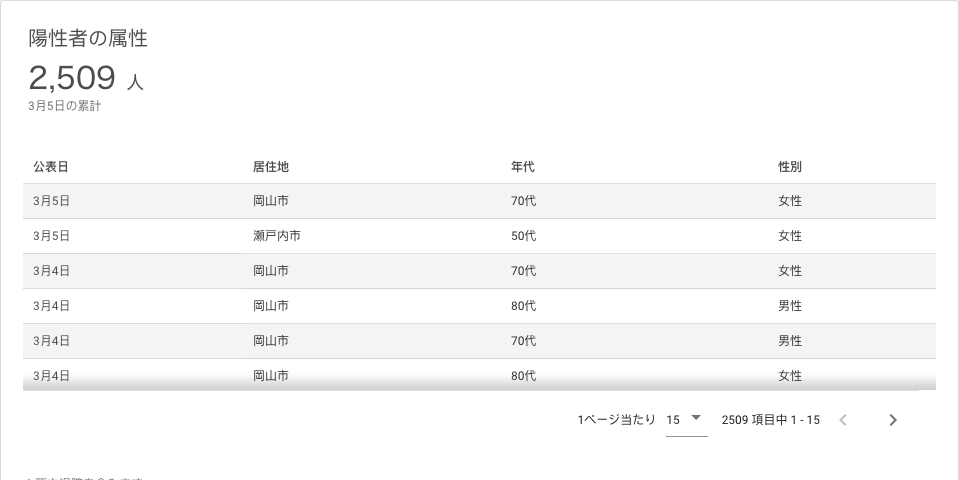 陽性者の属性
2,509 人
3月5日の累計
公表日 居住地 年代 性別
3月5日 岡山市 70代 女性
3月5日 瀬戸内市 50代 女性
3月4日 岡山市 70代 女性
3月4日 岡山市 80代 男性
3月4日 岡山市 70代 男性
3月4日 岡山市 80代 女性
1ページ当たり 15 2509 項目中 1 - 15